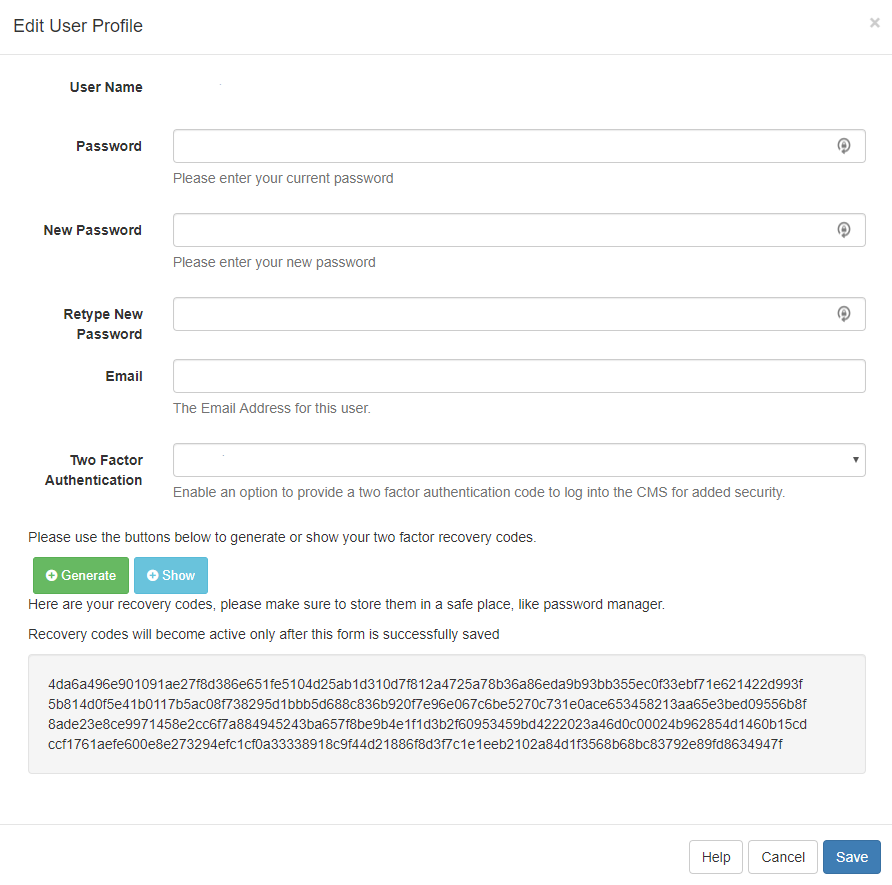 Edit User Profile
×
User Name
Password
Please enter your current password
New Password
Please enter your new password
Retype New
Password
Email
The Email Address for this user.
Two Factor
Authentication
Enable an option to provide a two factor authentication code to log into the CMS for added security.
Please use the buttons below to generate or show your two factor recovery codes.
Generate Show
Here are your recovery codes, please make sure to store them in a safe place, like password manager.
Recovery codes will become active only after this form is successfully saved
4da6a496e901091ae27f8d386e651fe5104d25ab1d310d7f812a4725a78b36a86eda9b93bb355ec0f33ebf71e621422d993f
5b814d0f5e41b0117b5ac08f738295d1bbb5d688c836b920f7e96e067c6be5270c731e0ace653458213aa65e3bed09556b8f
8ade23e8ce9971458e2cc6f7a884945243ba657f8be9b4e1f1d3b2f60953459bd4222023a46d0c00024b962854d1460b15cd
ccf1761aefe600e8e273294efc1cf0a33338918c9f44d21886f8d3f7c1e1eeb2102a84d1f3568b68bc83792e89fd8634947f
Help Cancel Save